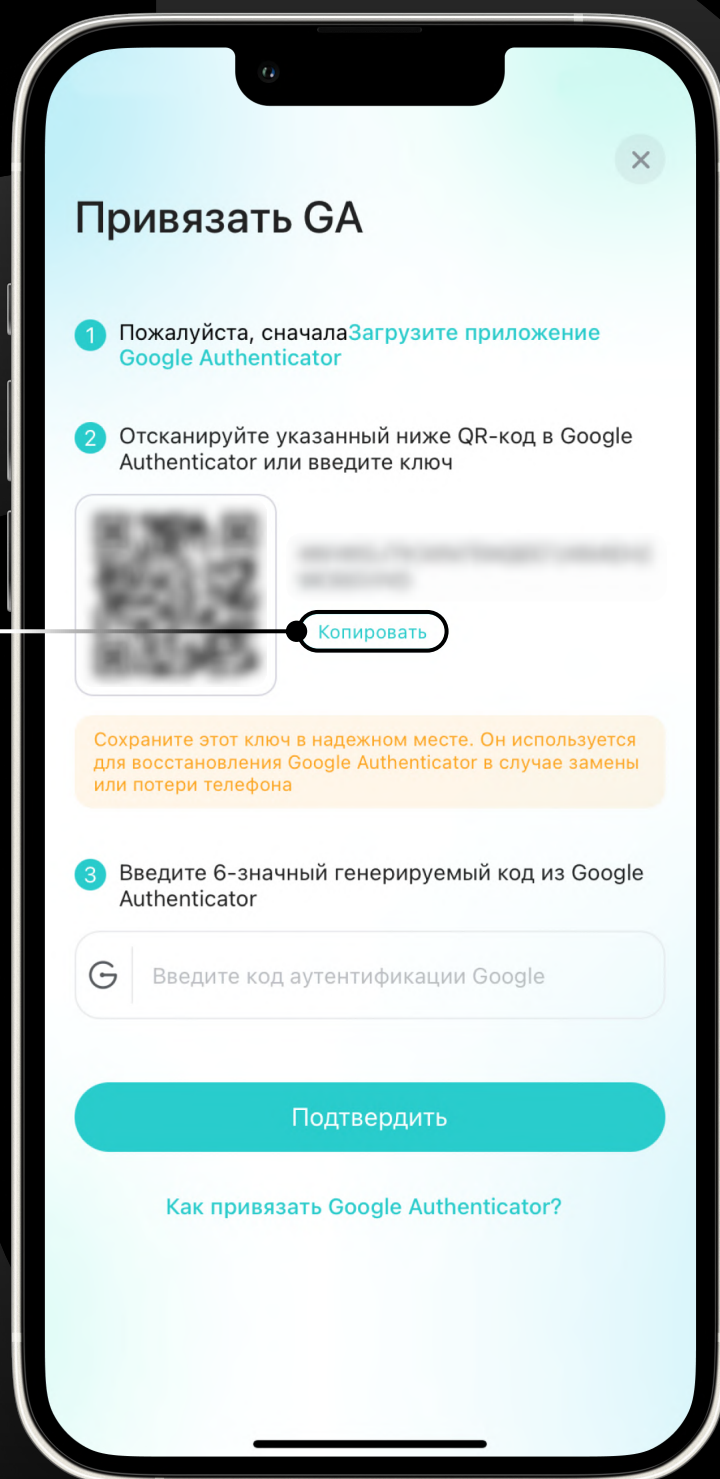 Привязать GA
1
Пожалуйста, сначалаЗагрузите приложение
Google Authenticator
2
Отсканируйте указанный ниже QR-код в Google
Authenticator или введите ключ
Копировать
Сохраните этот ключ в надежном месте. Он используется
для восстановления Google Authenticator в случае замены
или потери телефона
3
Введите 6-значный генерируемый код из Google
Authenticator
G
Введите код аутентификации Google
Подтвердить
Как привязать Google Authenticator?